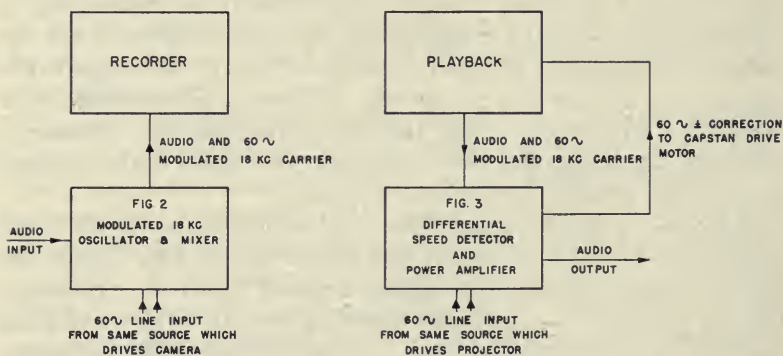 RECORDER
AUDIO AND 60∿
MODULATED 18 KC CARRIER
FIG. 2
MODULATED 18 KC
OSCILLATOR & MIXER
AUDIO
INPUT
60∿ LINE INPUT
FROM SAME SOURCE WHICH
DRIVES CAMERA
PLAYBACK
60 ∿ ± CORRECTION
TO CAPSTAN DRIVE
MOTOR
AUDIO AND 60∿
MODULATED 18 KC CARRIER
FIG. 3
DIFFERENTIAL
SPEED DETECTOR
AND
POWER AMPLIFIER
AUDIO
OUTPUT
60∿ LINE INPUT
FROM SAME SOURCE WHICH
DRIVES PROJECTOR